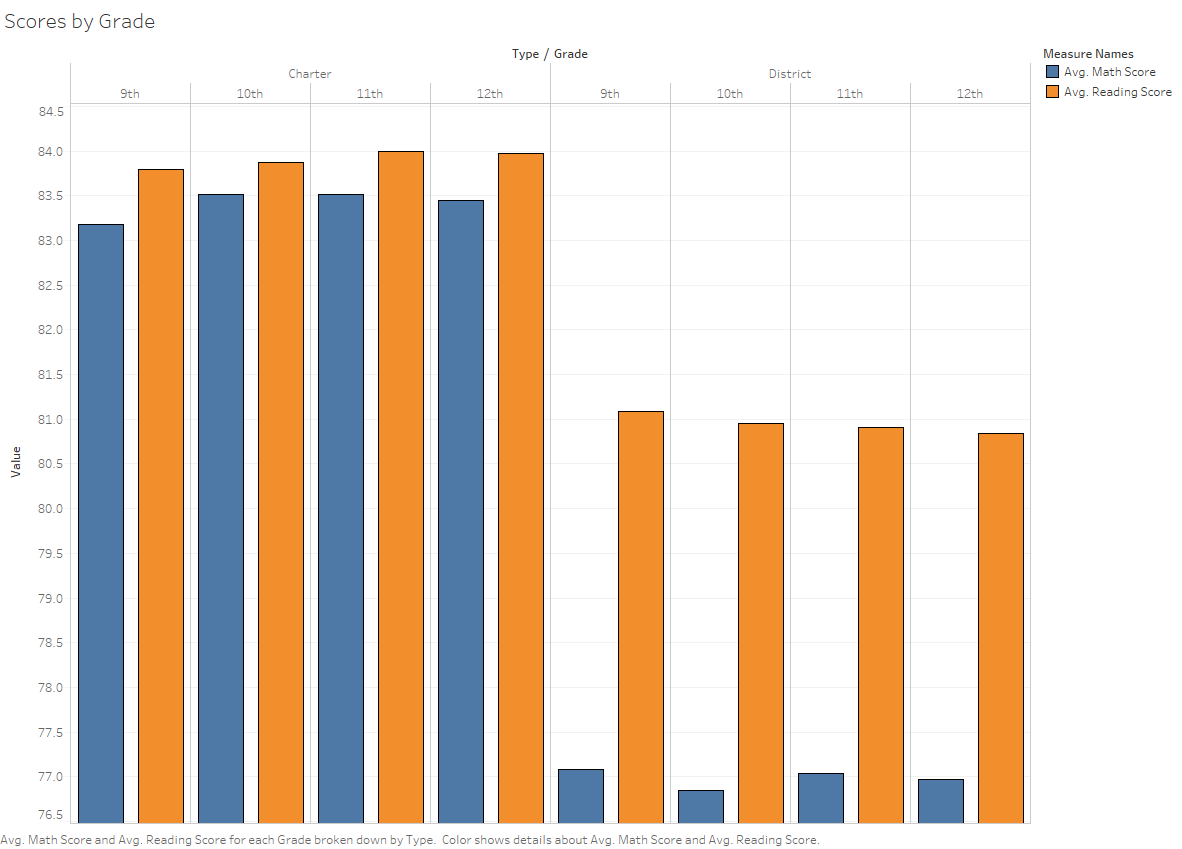 Scores by Grade
Type / Grade
Measure Names
Charter
District
Avg. Math Score
Avg. Reading Score
9th
10th
11th
12th
9th
10th
11th
12th
84.5
84.0
83.5
83.0
82.5
82.0
81.5
81.0
80.5
80.0
79.5
79.0
78.5
78.0
77.5
77.0
76.5
Value
Avg. Math Score and Avg. Reading Score for each Grade broken down by Type.  Color shows details about Avg. Math Score and Avg. Reading Score.